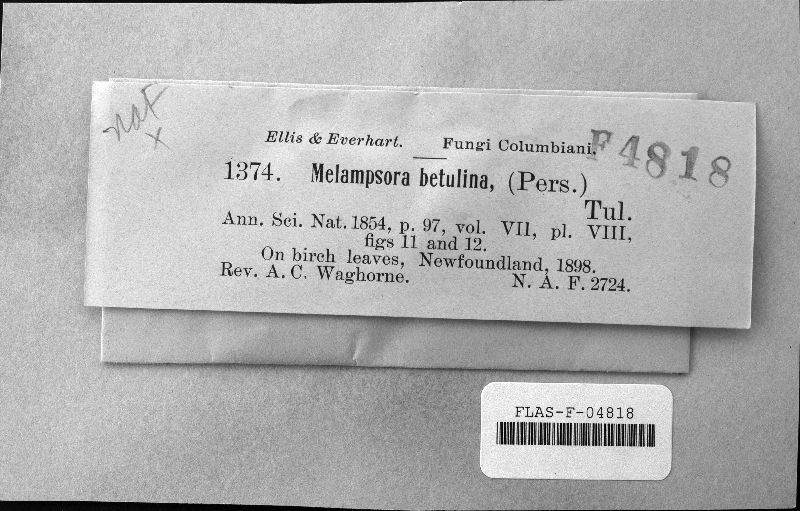 nat
x
Ellis & Everhart. Fungi Columbiani.
F4818
1374. Melampsora betulina, (Pers.)
Tul.
Ann. Sci. Nat. 1854, p. 97, vol. VII, pl. VIII,
figs 11 and 12.
On birch leaves, Newfoundland, 1898.
Rev. A. C. Waghorne. N. A. F. 2724.
FLAS-F-04818